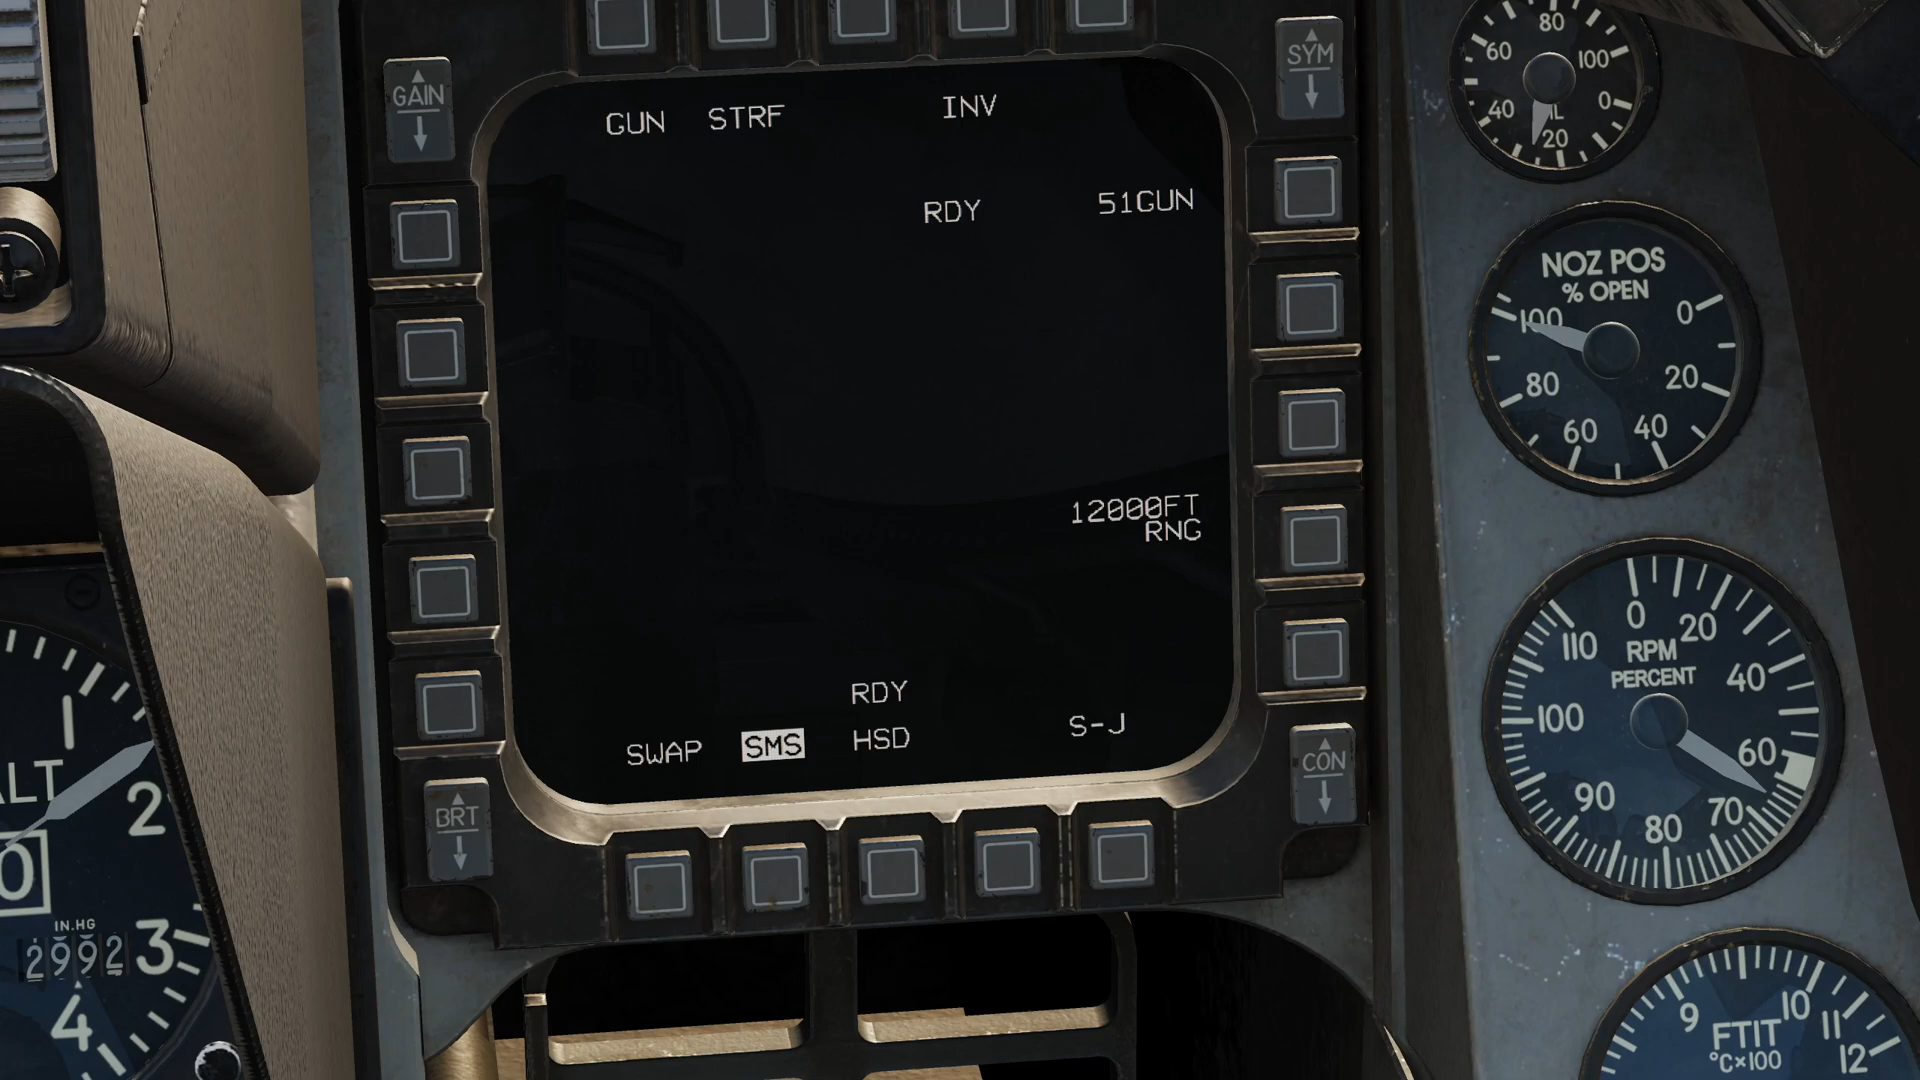 GAIN
SYM
GUN STRF INV
RDY 51GUN
12000FT
RNG
RDY
SWAP SMS HSD S-J
BRT
CON
80
60 100
40 0
20
NOZ POS
% OPEN
100 0
80 20
60 40
0 20
110 RPM
PERCENT 40
100 60
90 70
80
9 10 11
FTIT 12
°C×100
1
ALT 2
0
IN.HG
2992 3
4